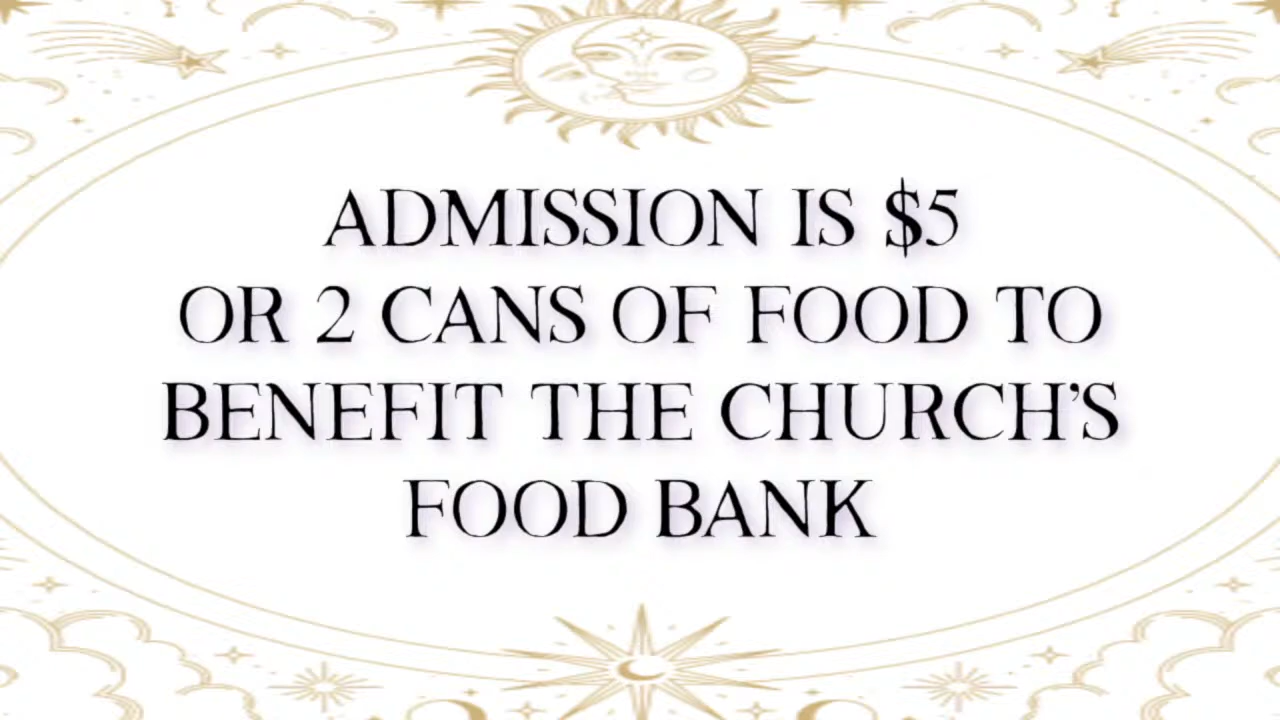 ADMISSION IS $5
OR 2 CANS OF FOOD TO
BENEFIT THE CHURCH’S
FOOD BANK